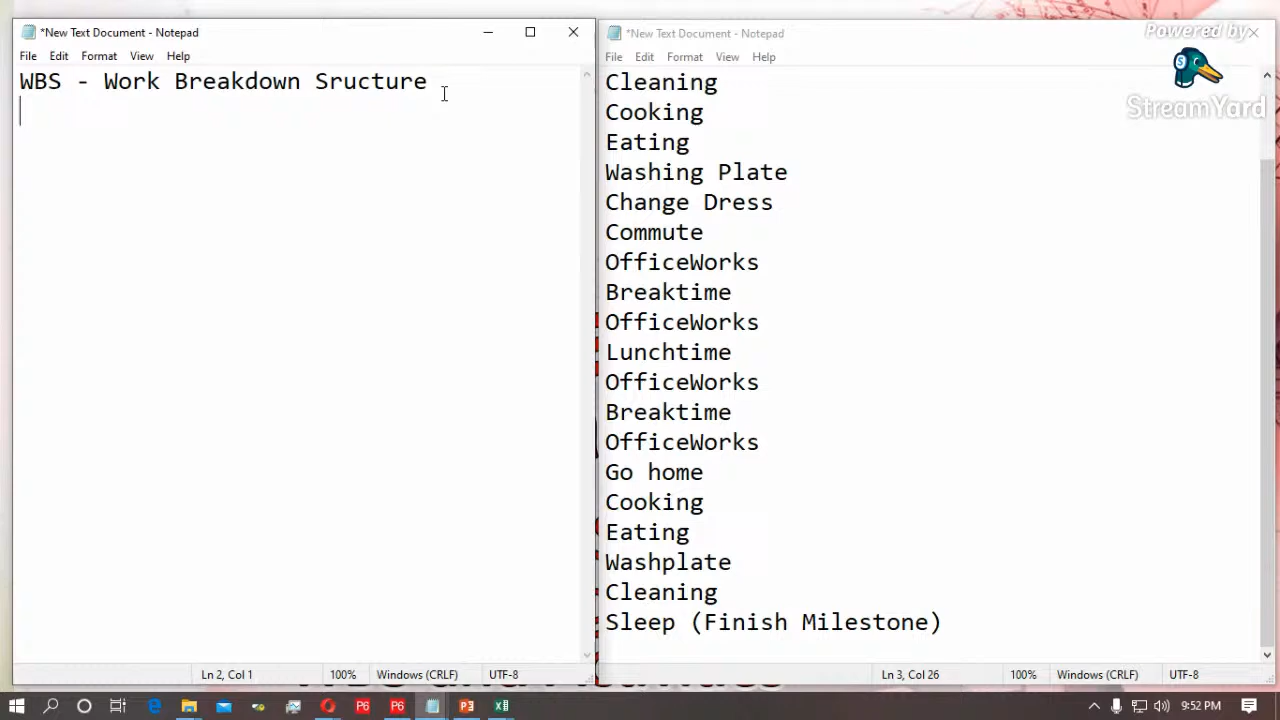 *New Text Document - Notepad
File Edit Format View Help
WBS - Work Breakdown Sructure
Ln 2, Col 1 100% Windows (CRLF) UTF-8
*New Text Document - Notepad
File Edit Format View Help
Cleaning
Cooking
Eating
Washing Plate
Change Dress
Commute
OfficeWorks
Breaktime
OfficeWorks
Lunchtime
OfficeWorks
Breaktime
OfficeWorks
Go home
Cooking
Eating
Washplate
Cleaning
Sleep (Finish Milestone)
Ln 3, Col 26 100% Windows (CRLF) UTF-8
Powered by
StreamYard
P6 P6
9:52 PM